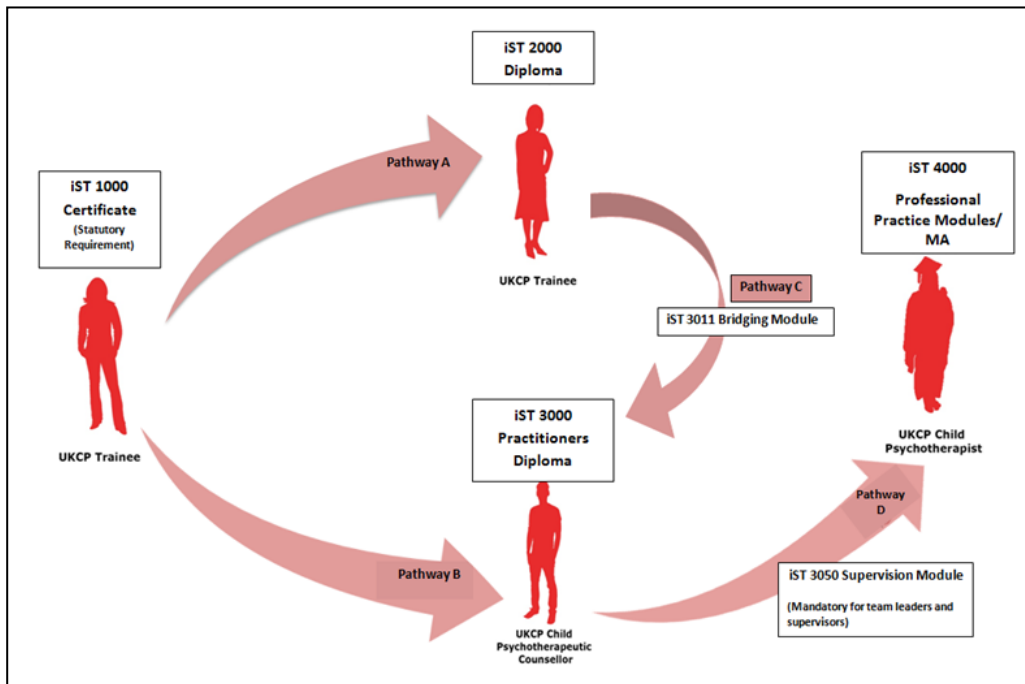 iST 2000
Diploma
Pathway A
UKCP Trainee
iST 1000
Certificate
(Statutory
Requirement)
UKCP Trainee
iST 4000
Professional
Practice Modules/
MA
UKCP Child
Psychotherapist
Pathway C
iST 3011 Bridging Module
iST 3000
Practitioners
Diploma
UKCP Child
Psychotherapeutic
Counsellor
Pathway B
Pathway
D
iST 3050 Supervision Module
(Mandatory for team leaders and
supervisors)